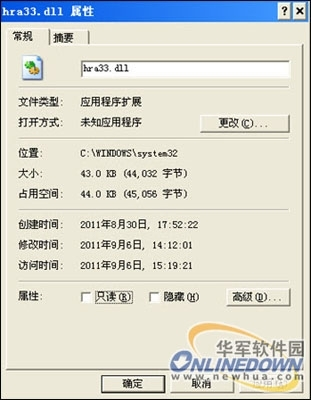 hra33.dll 属性
常规 摘要
hra33.dll
文件类型: 应用程序扩展
打开方式: 未知应用程序 更改(C)...
位置: C:\WINDOWS\system32
大小: 43.0 KB (44,032 字节)
占用空间: 44.0 KB (45,056 字节)
创建时间: 2011年8月30日, 17:52:22
修改时间: 2011年9月6日, 14:12:01
访问时间: 2011年9月6日, 15:19:21
属性: 只读(R) 隐藏(H) 高级(D)...
华军软件园
ONLINEDOWN
www.newhua.com
确定 取消